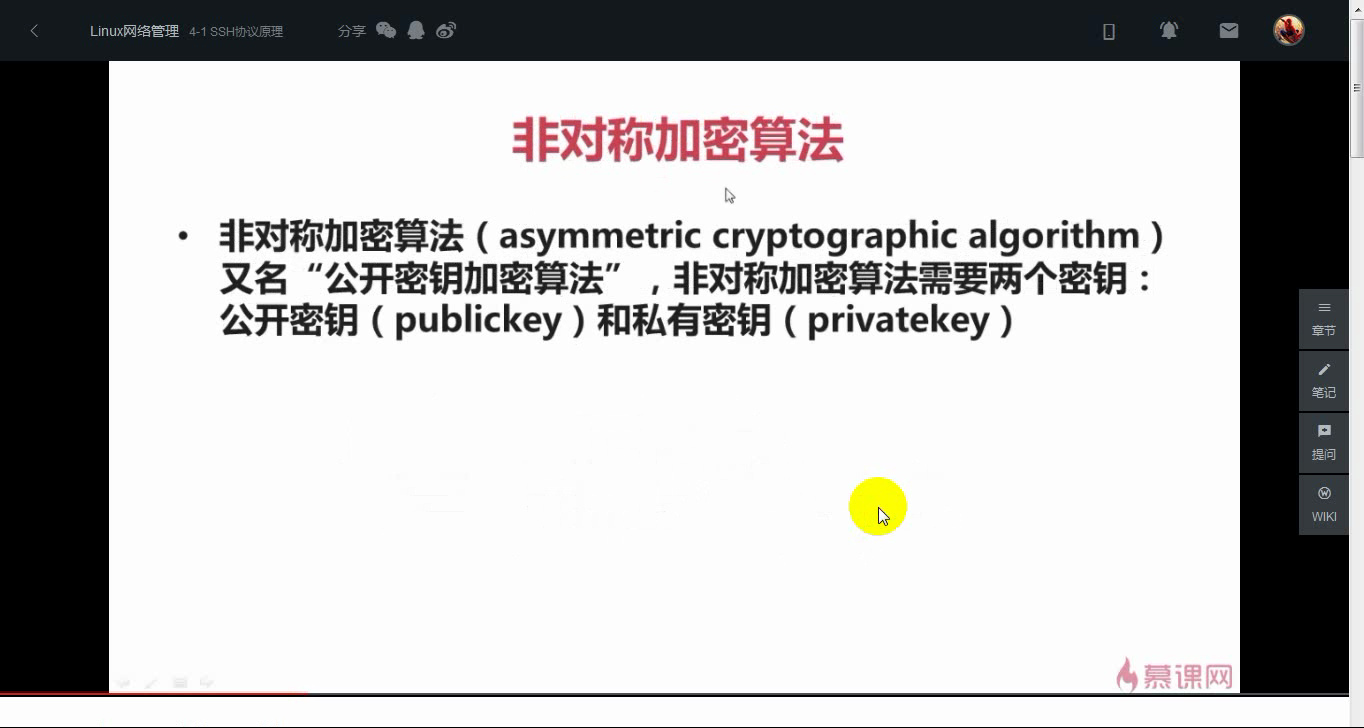 Linux网络管理 4-1 SSH协议原理 分享
非对称加密算法
• 非对称加密算法（asymmetric cryptographic algorithm）
又名“公开密钥加密算法”，非对称加密算法需要两个密钥：
公开密钥（publickey）和私有密钥（privatekey）
章节
笔记
提问
WIKI
慕课网